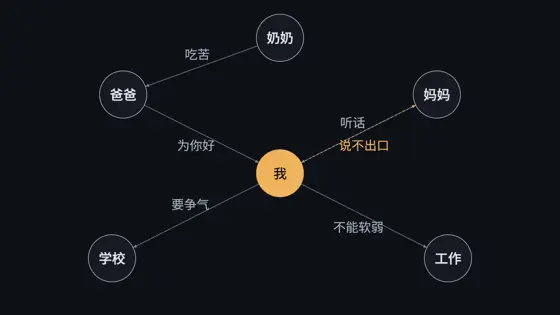 奶奶
吃苦
爸爸
妈妈
听话
为你好
说不出口
我
要争气
不能软弱
学校
工作